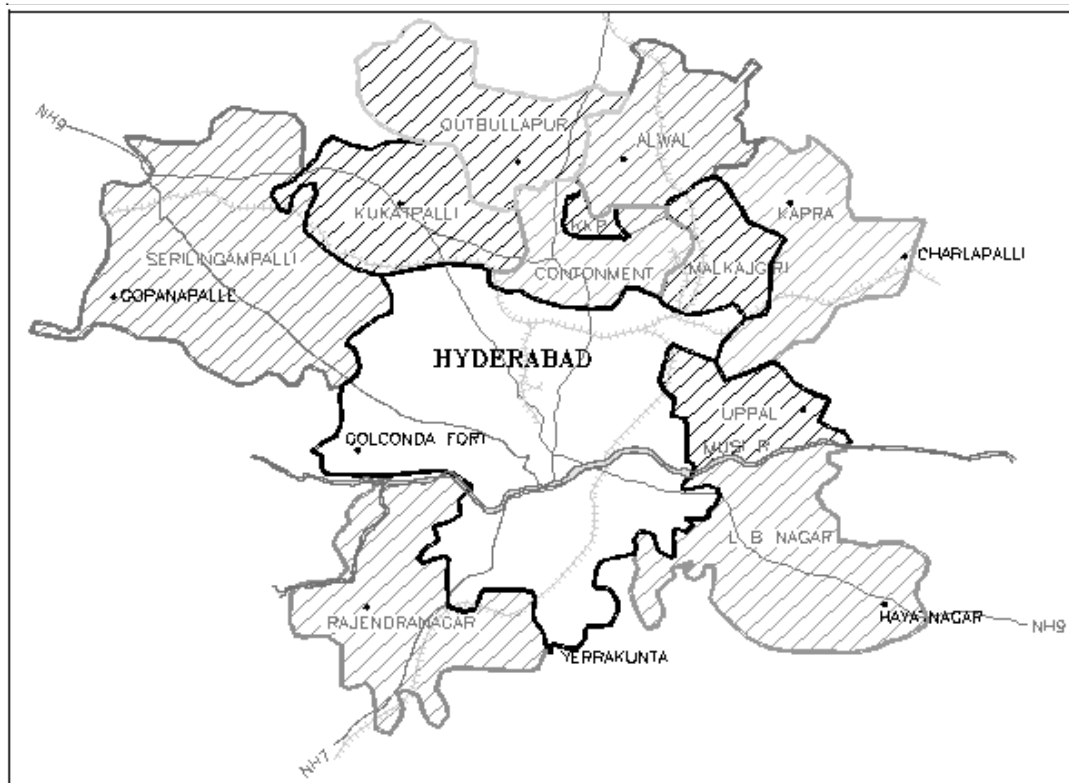 QUTBULLAPUR
ALWAL
NH9
KUKATPALLI
KKP
KAPRA
SERILINGAMPALLI
CONTONMENT
MALKAJGIRI
CHARLAPALLI
GOPANAPALLE
HYDERABAD
UPPAL
GOLCONDA FORT
MUSI R
L B NAGAR
RAJENDRANAGAR
HAYATNAGAR
NH9
YERRAKUNTA
NH7